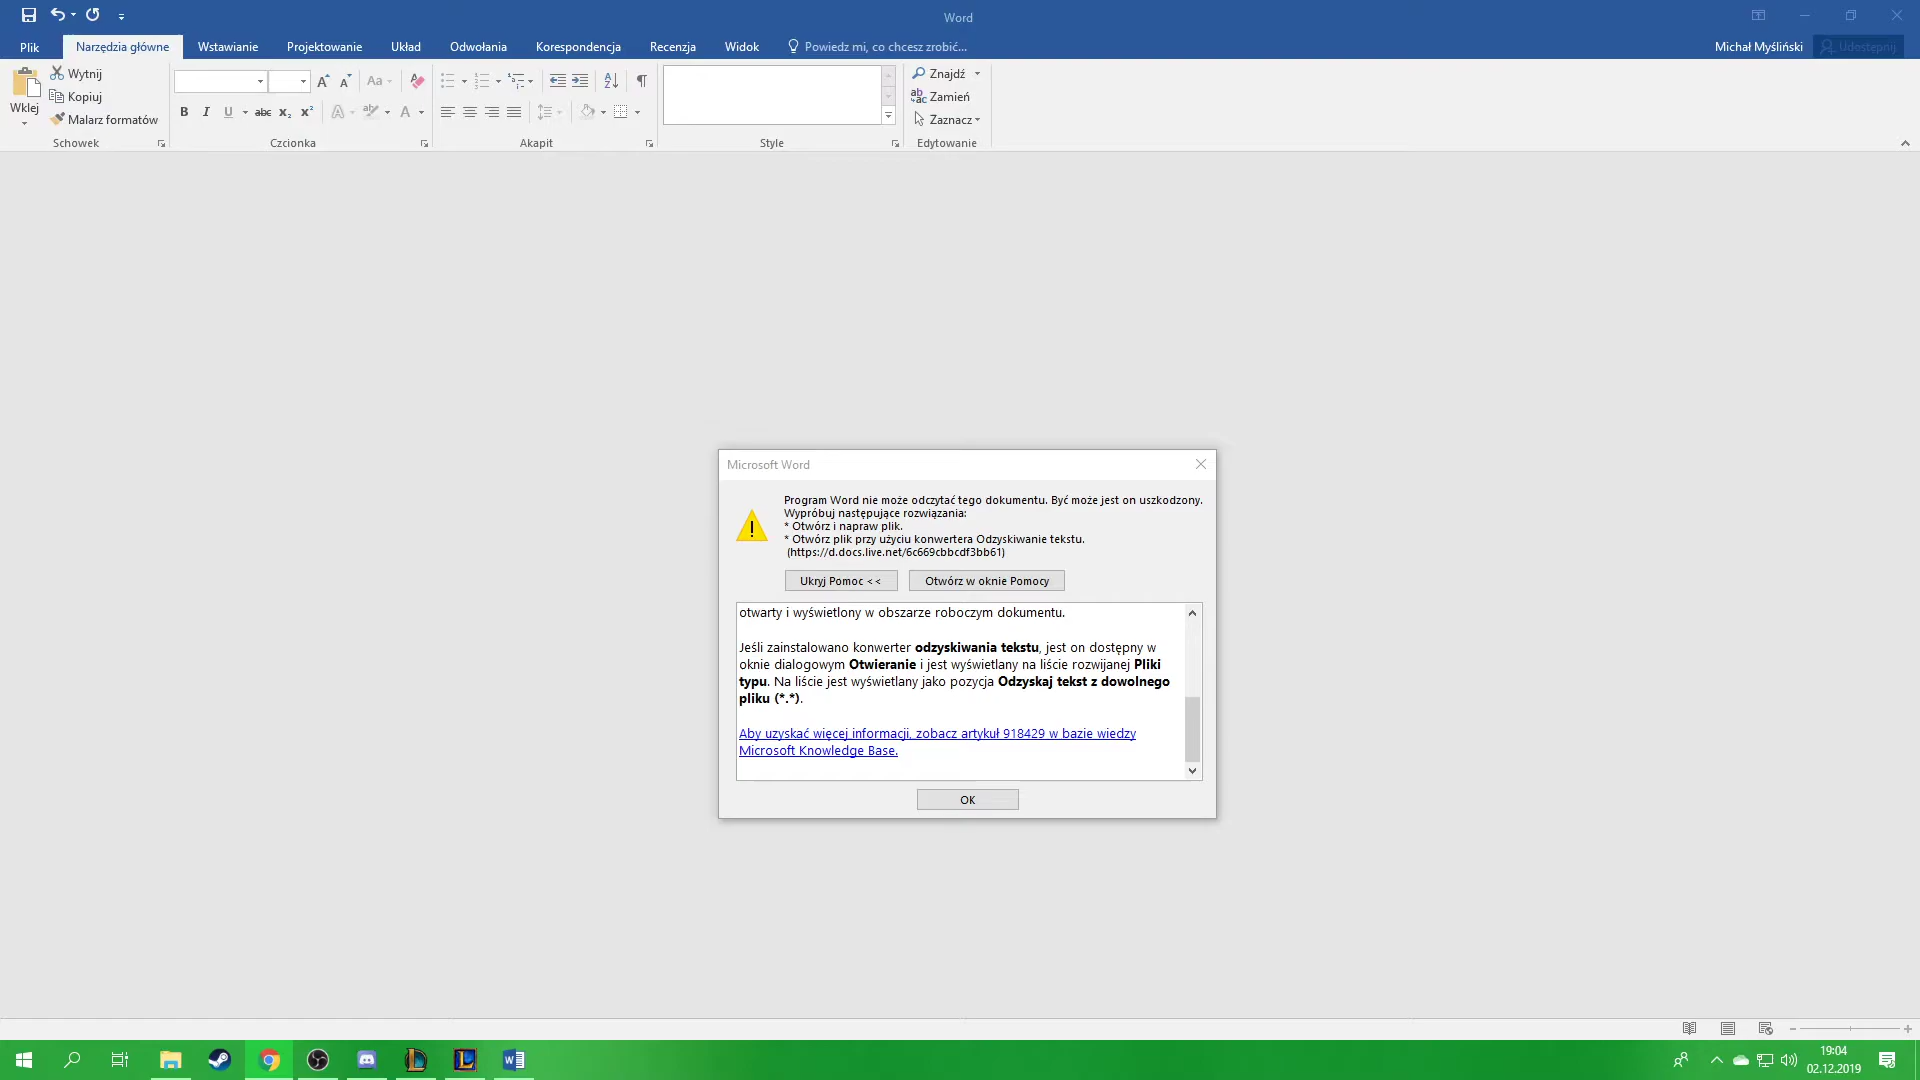 Word
Plik
Narzędzia główne
Wstawianie
Projektowanie
Układ
Odwołania
Korespondencja
Recenzja
Widok
Powiedz mi, co chcesz zrobić...
Michał Myśliński
Udostępnij
Wklej
Wytnij
Kopiuj
Malarz formatów
Schowek
Aa
B I U abc x₂ x²
Czcionka
Akapit
Style
Znajdź
Zamień
Zaznacz
Edytowanie
Microsoft Word
Program Word nie może odczytać tego dokumentu. Być może jest on uszkodzony.
Wypróbuj następujące rozwiązania:
* Otwórz i napraw plik.
* Otwórz plik przy użyciu konwertera Odzyskiwanie tekstu.
(https://d.docs.live.net/6c669cbbcdf3bb61)
Ukryj Pomoc <<
Otwórz w oknie Pomocy
otwarty i wyświetlony w obszarze roboczym dokumentu.
Jeśli zainstalowano konwerter odzyskiwania tekstu, jest on dostępny w
oknie dialogowym Otwieranie i jest wyświetlany na liście rozwijanej Pliki
typu. Na liście jest wyświetlany jako pozycja Odzyskaj tekst z dowolnego
pliku (*.*).
Aby uzyskać więcej informacji, zobacz artykuł 918429 w bazie wiedzy
Microsoft Knowledge Base.
OK
19:04
02.12.2019